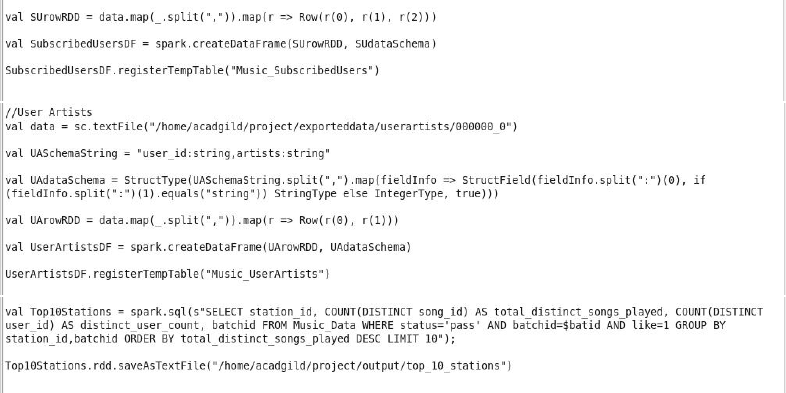 val SUrowRDD = data.map(_.split(",")).map(r => Row(r(0), r(1), r(2)))
val SubscribedUsersDF = spark.createDataFrame(SUrowRDD, SUdataSchema)
SubscribedUsersDF.registerTempTable("Music_SubscribedUsers")
//User Artists
val data = sc.textFile("/home/acadgild/project/exporteddata/userartists/000000_0")
val UASchemaString = "user_id:string,artists:string"
val UAdataSchema = StructType(UASchemaString.split(",").map(fieldInfo => StructField(fieldInfo.split(":")(0), if
(fieldInfo.split(":")(1).equals("string")) StringType else IntegerType, true)))
val UArowRDD = data.map(_.split(",")).map(r => Row(r(0), r(1)))
val UserArtistsDF = spark.createDataFrame(UArowRDD, UAdataSchema)
UserArtistsDF.registerTempTable("Music_UserArtists")
val Top10Stations = spark.sql(s"SELECT station_id, COUNT(DISTINCT song_id) AS total_distinct_songs_played, COUNT(DISTINCT
user_id) AS distinct_user_count, batchid FROM Music_Data WHERE status='pass' AND batchid=$batid AND like=1 GROUP BY
station_id,batchid ORDER BY total_distinct_songs_played DESC LIMIT 10");
Top10Stations.rdd.saveAsTextFile("/home/acadgild/project/output/top_10_stations")